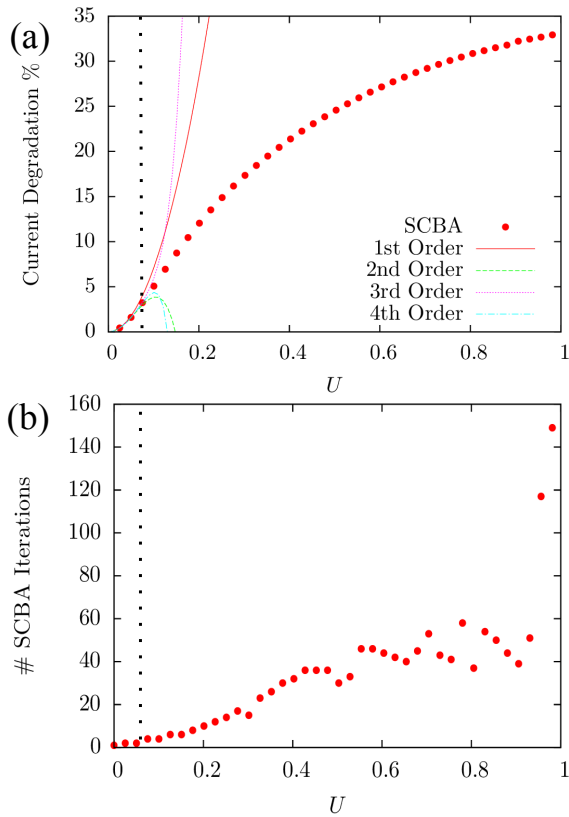 (a)
35
30
25
20
15
10
5
0
Current Degradation %
SCBA
1st Order
2nd Order
3rd Order
4th Order
0 0.2 0.4 0.6 0.8 1
U
(b)
160
140
120
100
80
60
40
20
0
# SCBA Iterations
0 0.2 0.4 0.6 0.8 1
U